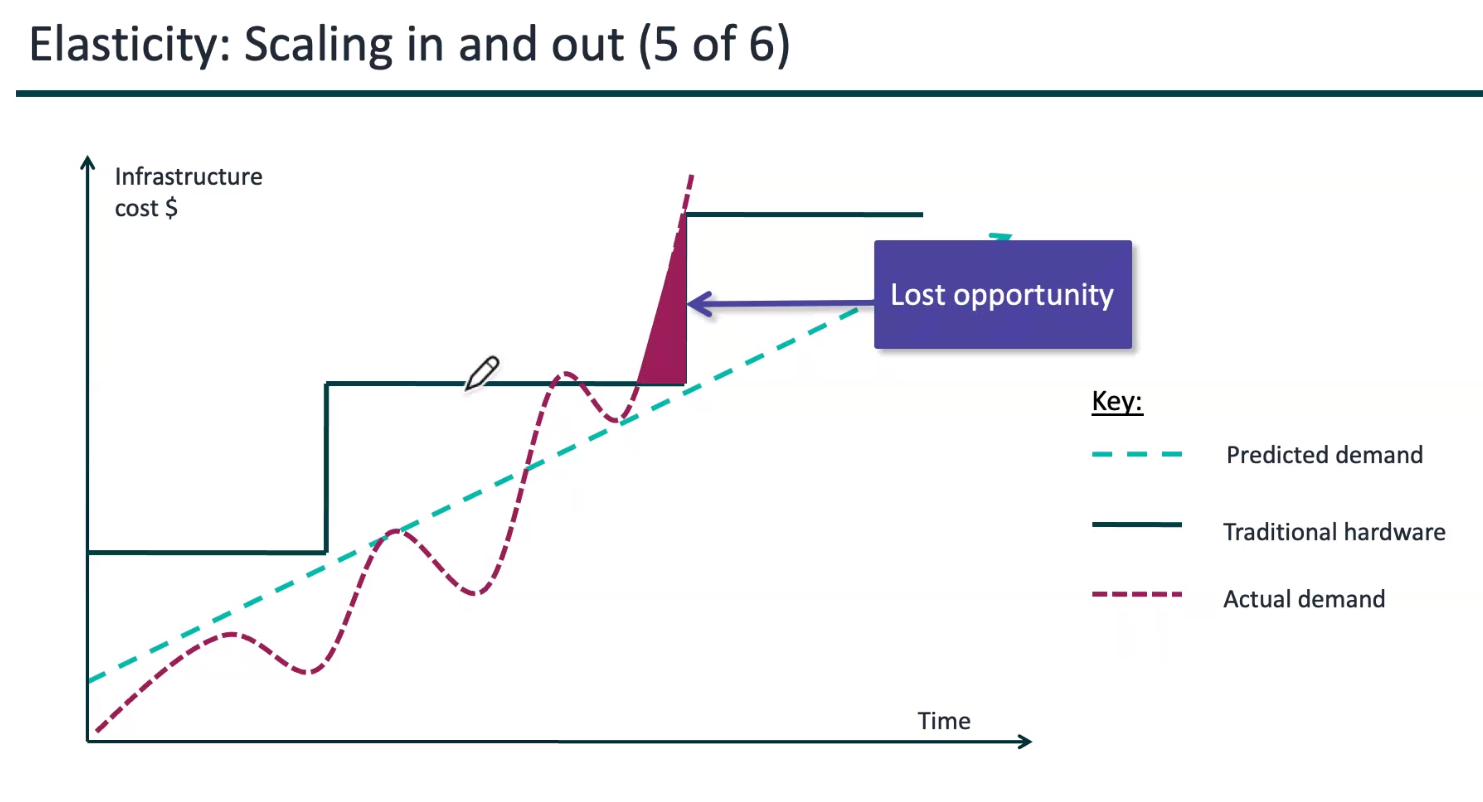 Elasticity: Scaling in and out (5 of 6)
Infrastructure
cost $
Lost opportunity
Key:
Predicted demand
Traditional hardware
Actual demand
Time